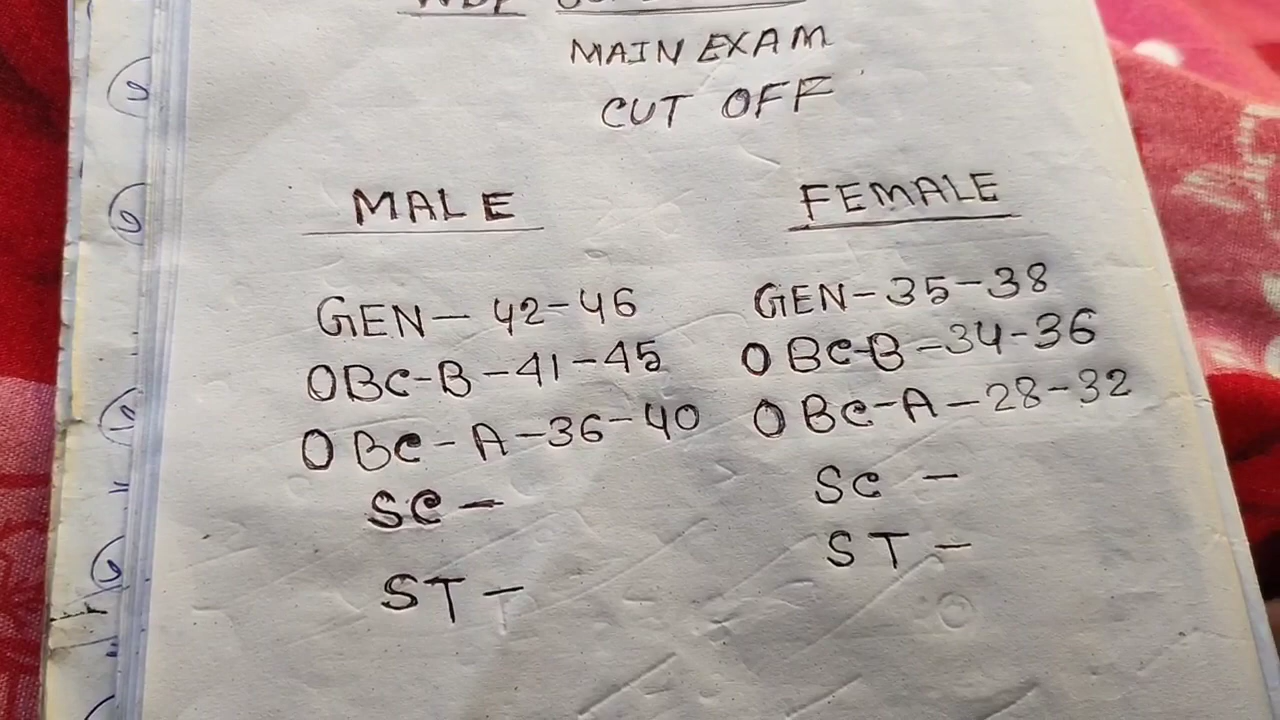 MAIN EXAM
CUT OFF
MALE FEMALE
GEN- 42-46 GEN-35-38
OBC-B-41-45 OBC-B-34-36
OBC-A-36-40 OBC-A-28-32
SC- SC -
ST- ST-